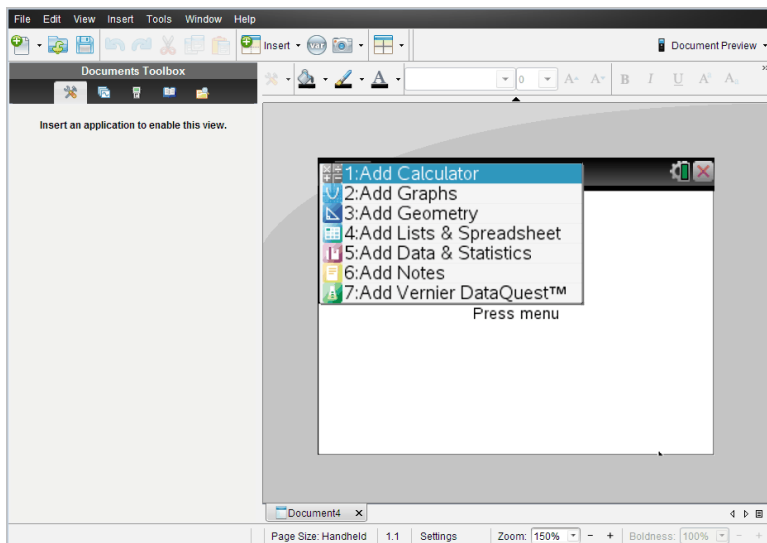 File Edit View Insert Tools Window Help
Insert var Document Preview
Documents Toolbox
0 A- A+ B I U
Insert an application to enable this view.
1:Add Calculator
2:Add Graphs
3:Add Geometry
4:Add Lists & Spreadsheet
5:Add Data & Statistics
6:Add Notes
7:Add Vernier DataQuest™
Press menu
Document4
Page Size: Handheld 1.1 Settings Zoom: 150% - + Boldness: 100% - +